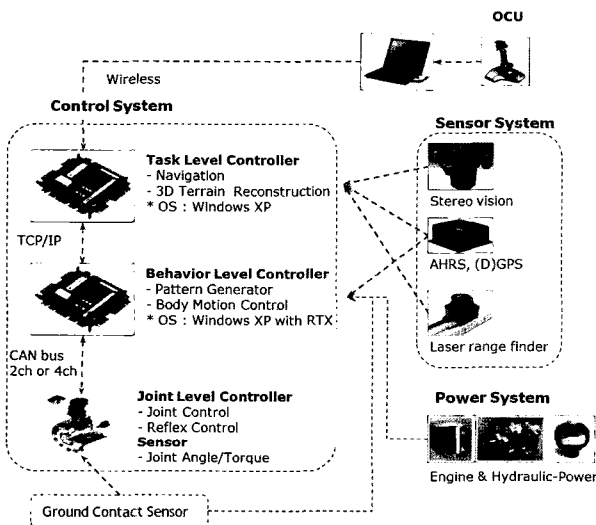 OCU
Wireless
Control System
Task Level Controller
- Navigation
- 3D Terrain Reconstruction
* OS : Windows XP
TCP/IP
Behavior Level Controller
- Pattern Generator
- Body Motion Control
* OS : Windows XP with RTX
CAN bus
2ch or 4ch
Joint Level Controller
- Joint Control
- Reflex Control
Sensor
- Joint Angle/Torque
Ground Contact Sensor
Sensor System
Stereo vision
AHRS, (D)GPS
Laser range finder
Power System
Engine & Hydraulic-Power